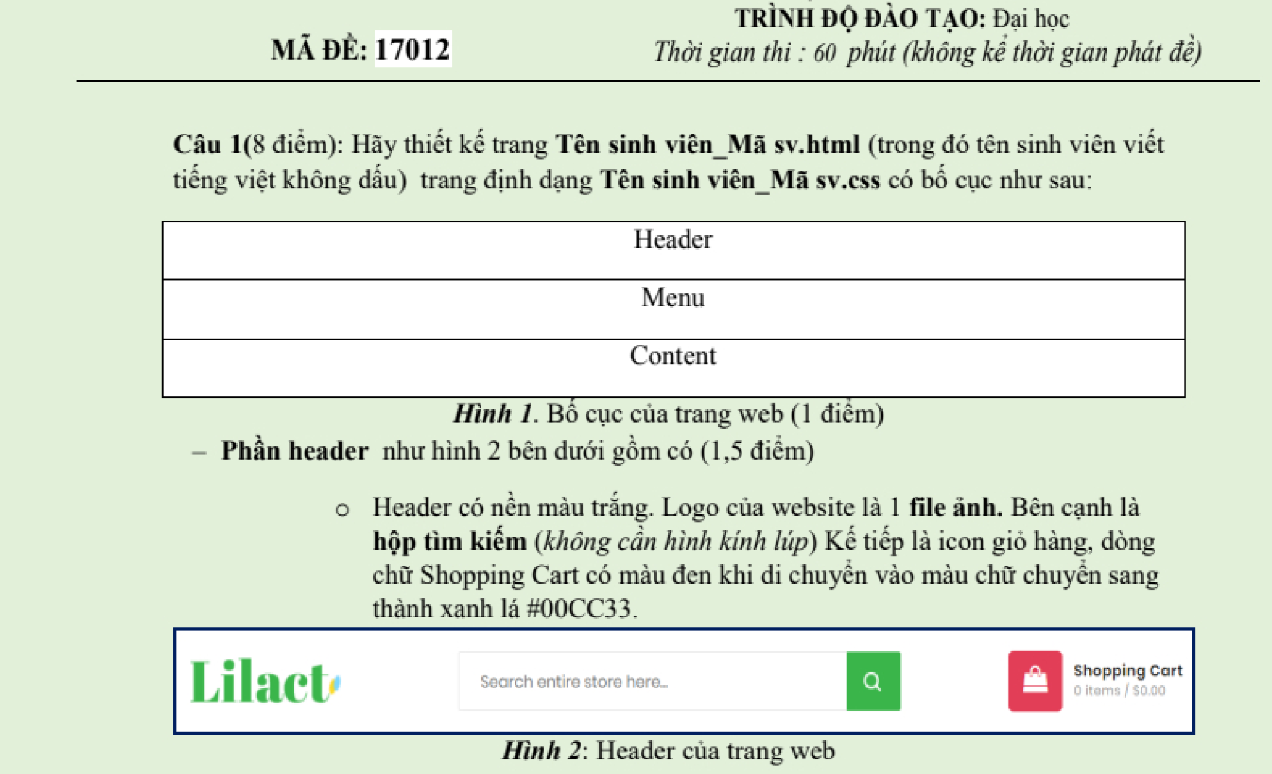 TRÌNH ĐỘ ĐÀO TẠO: Đại học
MÃ ĐỀ: 17012
Thời gian thi : 60 phút (không kể thời gian phát đề)
Câu 1(8 điểm): Hãy thiết kế trang Tên sinh viên_Mã sv.html (trong đó tên sinh viên viết
tiếng việt không dấu) trang định dạng Tên sinh viên_Mã sv.css có bố cục như sau:
Header
Menu
Content
Hình 1. Bố cục của trang web (1 điểm)
– Phần header như hình 2 bên dưới gồm có (1,5 điểm)
o Header có nền màu trắng. Logo của website là 1 file ảnh. Bên cạnh là
hộp tìm kiếm (không cần hình kính lúp) Kế tiếp là icon giỏ hàng, dòng
chữ Shopping Cart có màu đen khi di chuyển vào màu chữ chuyển sang
thành xanh lá #00CC33.
Lilact
Search entire store here...
Shopping Cart
0 items / $0.00
Hình 2: Header của trang web